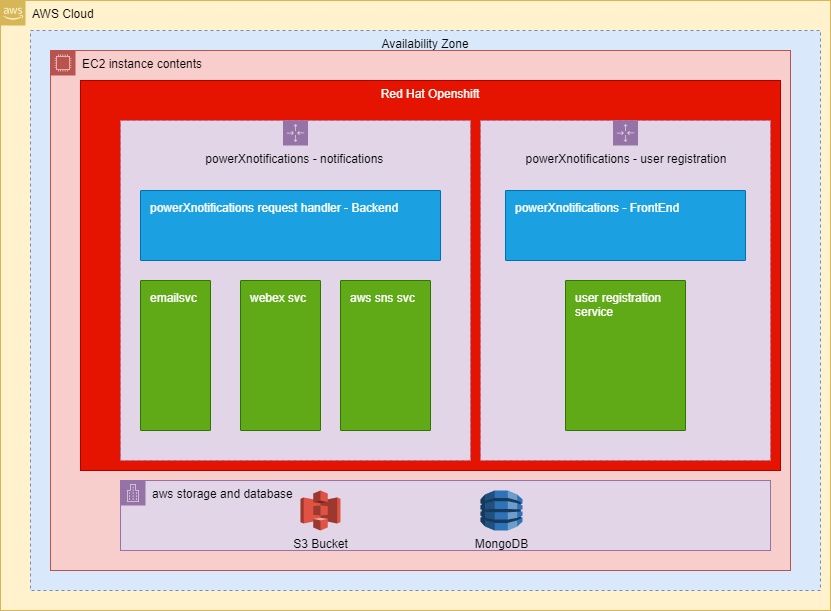 aws
AWS Cloud
Availability Zone
EC2 instance contents
Red Hat Openshift
powerXnotifications - notifications
powerXnotifications - user registration
powerXnotifications request handler - Backend
powerXnotifications - FrontEnd
emailsvc
webex svc
aws sns svc
user registration
service
aws storage and database
S3 Bucket
MongoDB